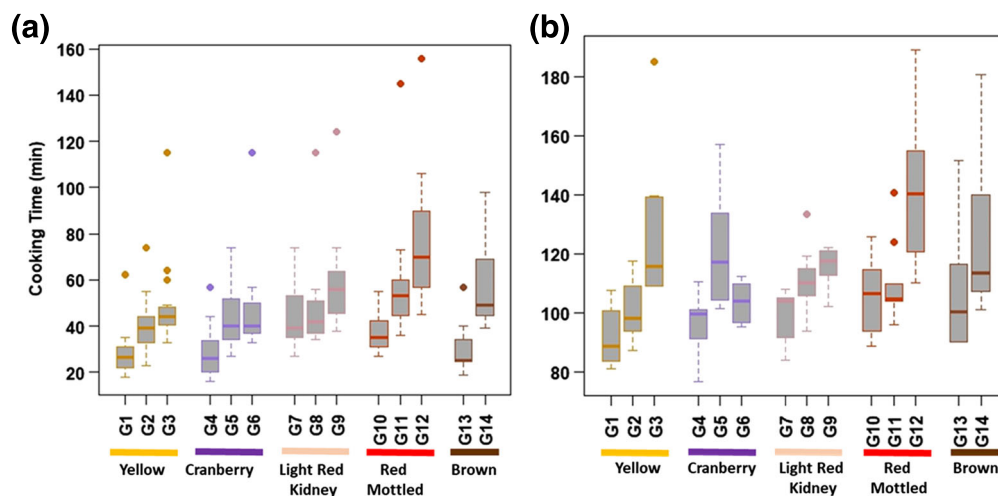 (a)
160
140
120
100
80
60
40
20
Cooking Time (min)
G1 G2 G3 G4 G5 G6 G7 G8 G9 G10 G11 G12 G13 G14
Yellow Cranberry Light Red Kidney Red Mottled Brown
(b)
180
160
140
120
100
80
G1 G2 G3 G4 G5 G6 G7 G8 G9 G10 G11 G12 G13 G14
Yellow Cranberry Light Red Kidney Red Mottled Brown